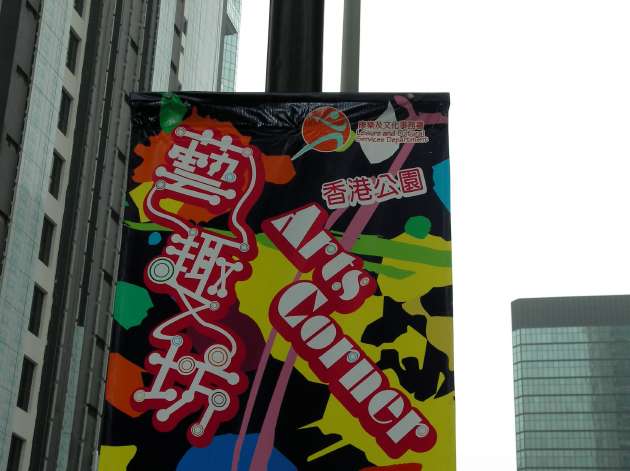 康樂及文化事務署
Leisure and Cultural
Services Department
香港公園
藝趣坊
Arts
Corner